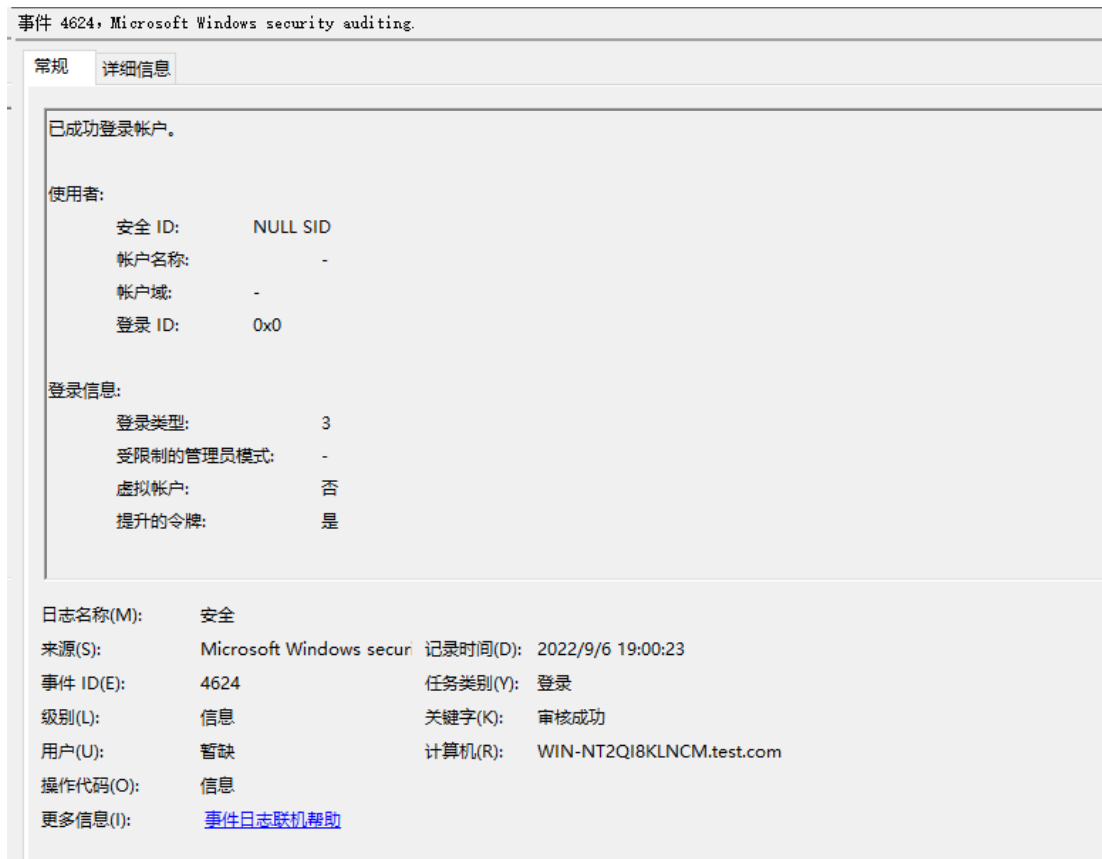 事件 4624，Microsoft Windows security auditing.
常规 详细信息
已成功登录帐户。
使用者:
安全 ID: NULL SID
帐户名称: -
帐户域: -
登录 ID: 0x0
登录信息:
登录类型: 3
受限制的管理员模式: -
虚拟帐户: 否
提升的令牌: 是
日志名称(M): 安全
来源(S): Microsoft Windows securi 记录时间(D): 2022/9/6 19:00:23
事件 ID(E): 4624 任务类别(Y): 登录
级别(L): 信息 关键字(K): 审核成功
用户(U): 暂缺 计算机(R): WIN-NT2QI8KLNCM.test.com
操作代码(O): 信息
更多信息(I): 事件日志联机帮助